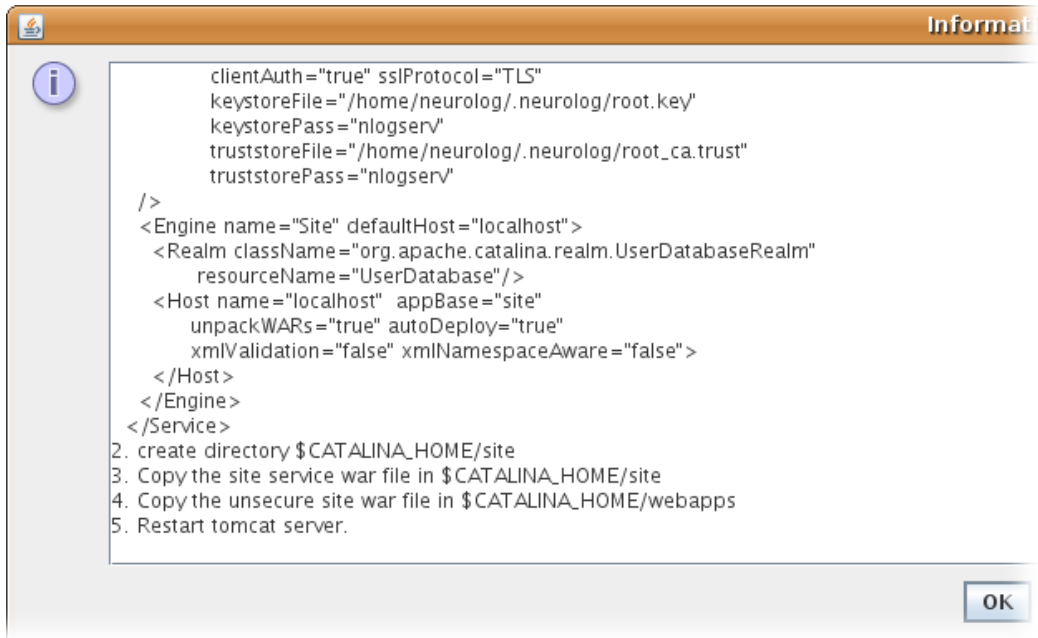 Informati
clientAuth="true" sslProtocol="TLS"
keystoreFile="/home/neurolog/.neurolog/root.key"
keystorePass="nlogserv"
truststoreFile="/home/neurolog/.neurolog/root_ca.trust"
truststorePass="nlogserv"
/>
<Engine name="Site" defaultHost="localhost">
<Realm className="org.apache.catalina.realm.UserDatabaseRealm"
resourceName="UserDatabase"/>
<Host name="localhost"  appBase="site"
unpackWARs="true" autoDeploy="true"
xmlValidation="false" xmlNamespaceAware="false">
</Host>
</Engine>
</Service>
2. create directory $CATALINA_HOME/site
3. Copy the site service war file in $CATALINA_HOME/site
4. Copy the unsecure site war file in $CATALINA_HOME/webapps
5. Restart tomcat server.
OK